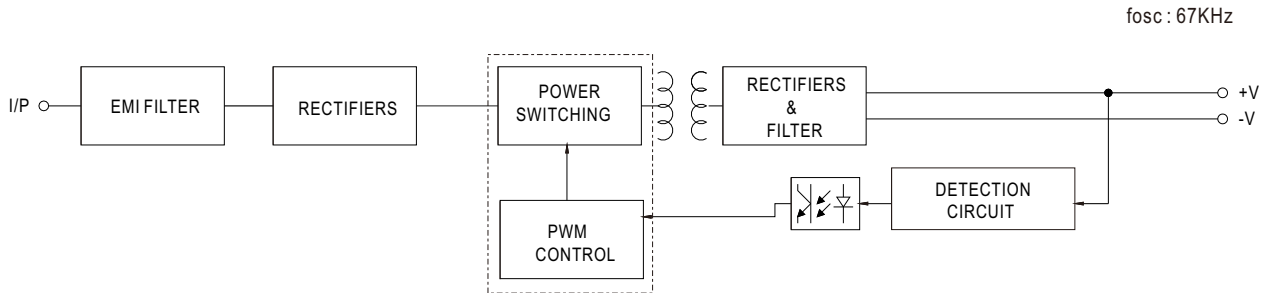 fosc : 67KHz
I/P
EMI FILTER
RECTIFIERS
POWER
SWITCHING
RECTIFIERS
&
FILTER
+V
-V
DETECTION
CIRCUIT
PWM
CONTROL